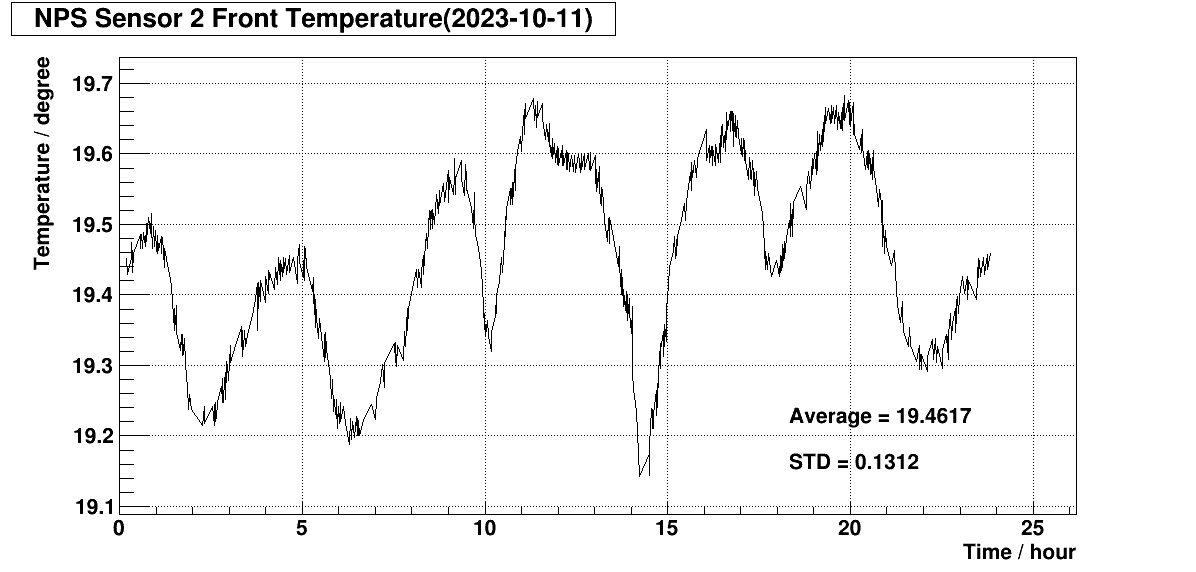 NPS Sensor 2 Front Temperature(2023-10-11)
Temperature / degree
19.7
19.6
19.5
19.4
19.3
19.2
19.1
Average = 19.4617
STD = 0.1312
0 5 10 15 20 25
Time / hour